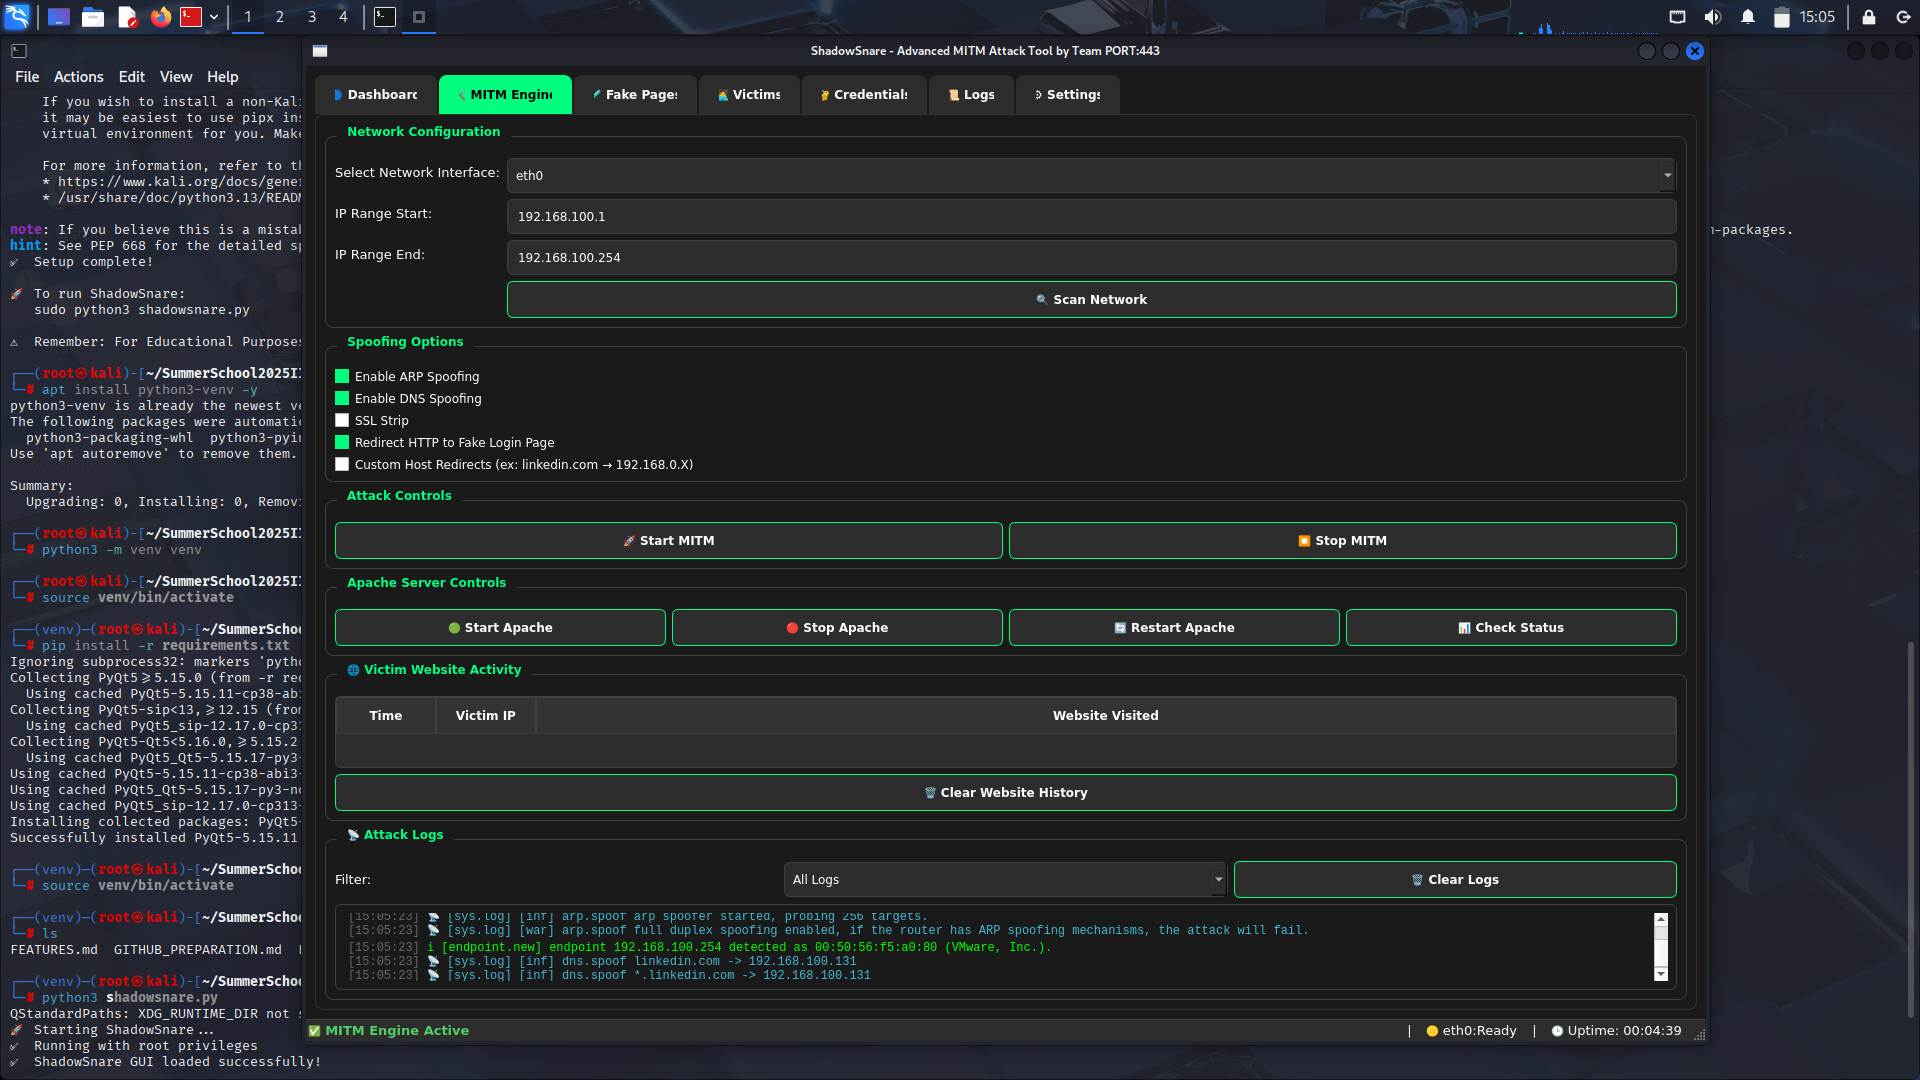 1 2 3 4
15:05
ShadowSnare - Advanced MITM Attack Tool by Team PORT:443
File Actions Edit View Help
If you wish to install a non-Kali
it may be easiest to use pipx ins
virtual environment for you. Make
For more information, refer to th
* https://www.kali.org/docs/gener
* /usr/share/doc/python3.13/READM
note: If you believe this is a mistak
n-packages.
hint: See PEP 668 for the detailed sp
✓ Setup complete!
🚀 To run ShadowSnare:
sudo python3 shadowsnare.py
⚠ Remember: For Educational Purposes
┌──(root㉿kali)-[~/SummerSchool2025II
└─# apt install python3-venv -y
python3-venv is already the newest ve
The following packages were automatic
python3-packaging-whl python3-pyin
Use 'apt autoremove' to remove them.
Summary:
Upgrading: 0, Installing: 0, Removi
┌──(root㉿kali)-[~/SummerSchool2025II
└─# python3 -m venv venv
┌──(root㉿kali)-[~/SummerSchool2025II
└─# source venv/bin/activate
┌──(venv)─(root㉿kali)-[~/SummerSchoo
└─# pip install -r requirements.txt
Ignoring subprocess32: markers 'pytho
Collecting PyQt5≥5.15.0 (from -r req
Using cached PyQt5-5.15.11-cp38-abi
Collecting PyQt5-sip<13,≥12.15 (from
Using cached PyQt5_sip-12.17.0-cp31
Collecting PyQt5-Qt5<5.16.0,≥5.15.2
Using cached PyQt5_Qt5-5.15.17-py3-
Using cached PyQt5-5.15.11-cp38-abi3-
Using cached PyQt5_Qt5-5.15.17-py3-no
Using cached PyQt5_sip-12.17.0-cp313-
Installing collected packages: PyQt5-
Successfully installed PyQt5-5.15.11
┌──(venv)─(root㉿kali)-[~/SummerSchoo
└─# source venv/bin/activate
┌──(venv)─(root㉿kali)-[~/SummerSchoo
└─# ls
FEATURES.md GITHUB_PREPARATION.md
┌──(venv)─(root㉿kali)-[~/SummerSchoo
└─# python3 shadowsnare.py
QStandardPaths: XDG_RUNTIME_DIR not s
🚀 Starting ShadowSnare...
✓ Running with root privileges
✓ ShadowSnare GUI loaded successfully!
Dashboard MITM Engine Fake Pages Victims Credentials Logs Settings
Network Configuration
Select Network Interface: eth0
IP Range Start: 192.168.100.1
IP Range End: 192.168.100.254
🔍 Scan Network
Spoofing Options
Enable ARP Spoofing
Enable DNS Spoofing
SSL Strip
Redirect HTTP to Fake Login Page
Custom Host Redirects (ex: linkedin.com → 192.168.0.X)
Attack Controls
🚀 Start MITM
⏹ Stop MITM
Apache Server Controls
🟢 Start Apache
🔴 Stop Apache
🔄 Restart Apache
📊 Check Status
🌐 Victim Website Activity
Time Victim IP Website Visited
🗑 Clear Website History
📡 Attack Logs
Filter: All Logs
🗑 Clear Logs
[15:05:23] 📡 [sys.log] [inf] arp.spoof arp spoofer started, probing 256 targets.
[15:05:23] 📡 [sys.log] [war] arp.spoof full duplex spoofing enabled, if the router has ARP spoofing mechanisms, the attack will fail.
[15:05:23] i [endpoint.new] endpoint 192.168.100.254 detected as 00:50:56:f5:a0:80 (VMware, Inc.).
[15:05:23] 📡 [sys.log] [inf] dns.spoof linkedin.com -> 192.168.100.131
[15:05:23] 📡 [sys.log] [inf] dns.spoof *.linkedin.com -> 192.168.100.131
✅ MITM Engine Active
| 🟡 eth0:Ready | 🕒 Uptime: 00:04:39